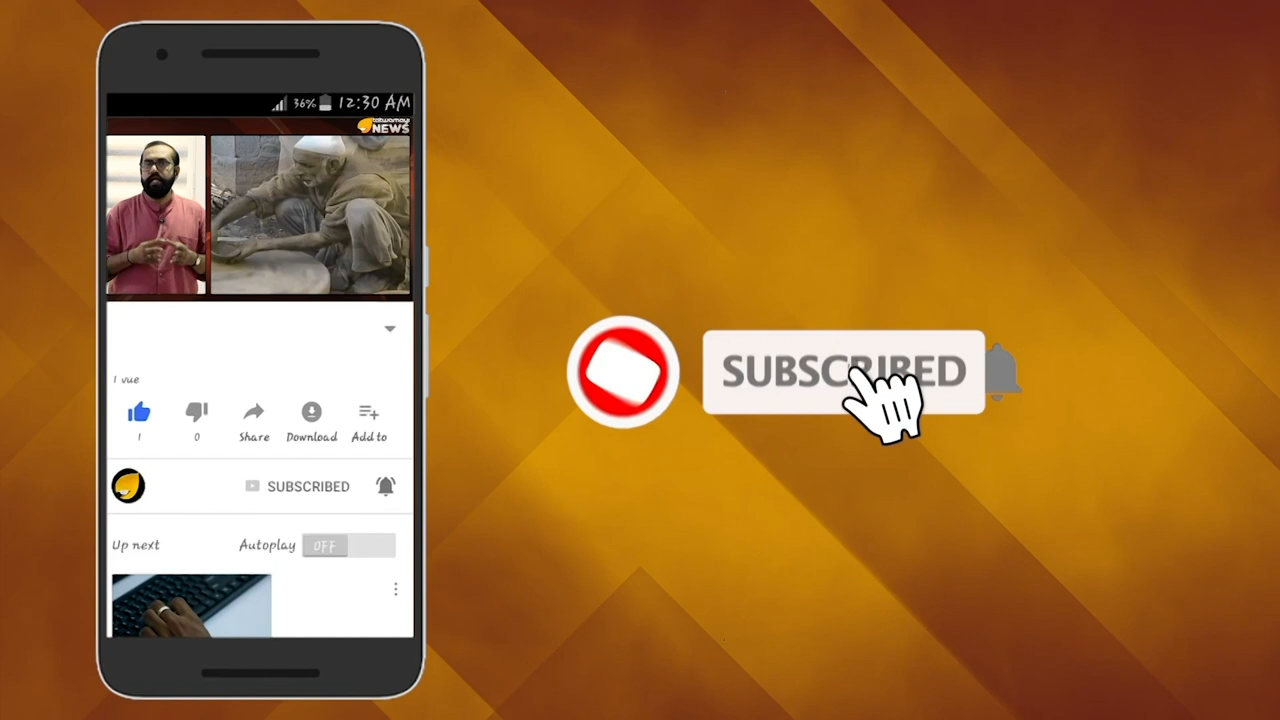 36% 12:30 AM
tatwamayi
NEWS
1 vue
1 0 Share Download Add to
SUBSCRIBED
Up next Autoplay OFF
SUBSCRIBED